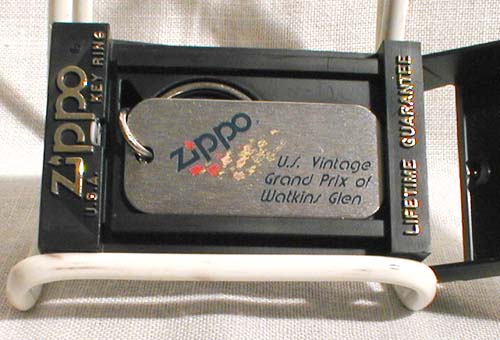 zippo
KEY RING
U.S.A.
zippo
U.S. Vintage
Grand Prix of
Watkins Glen
LIFETIME GUARANTEE